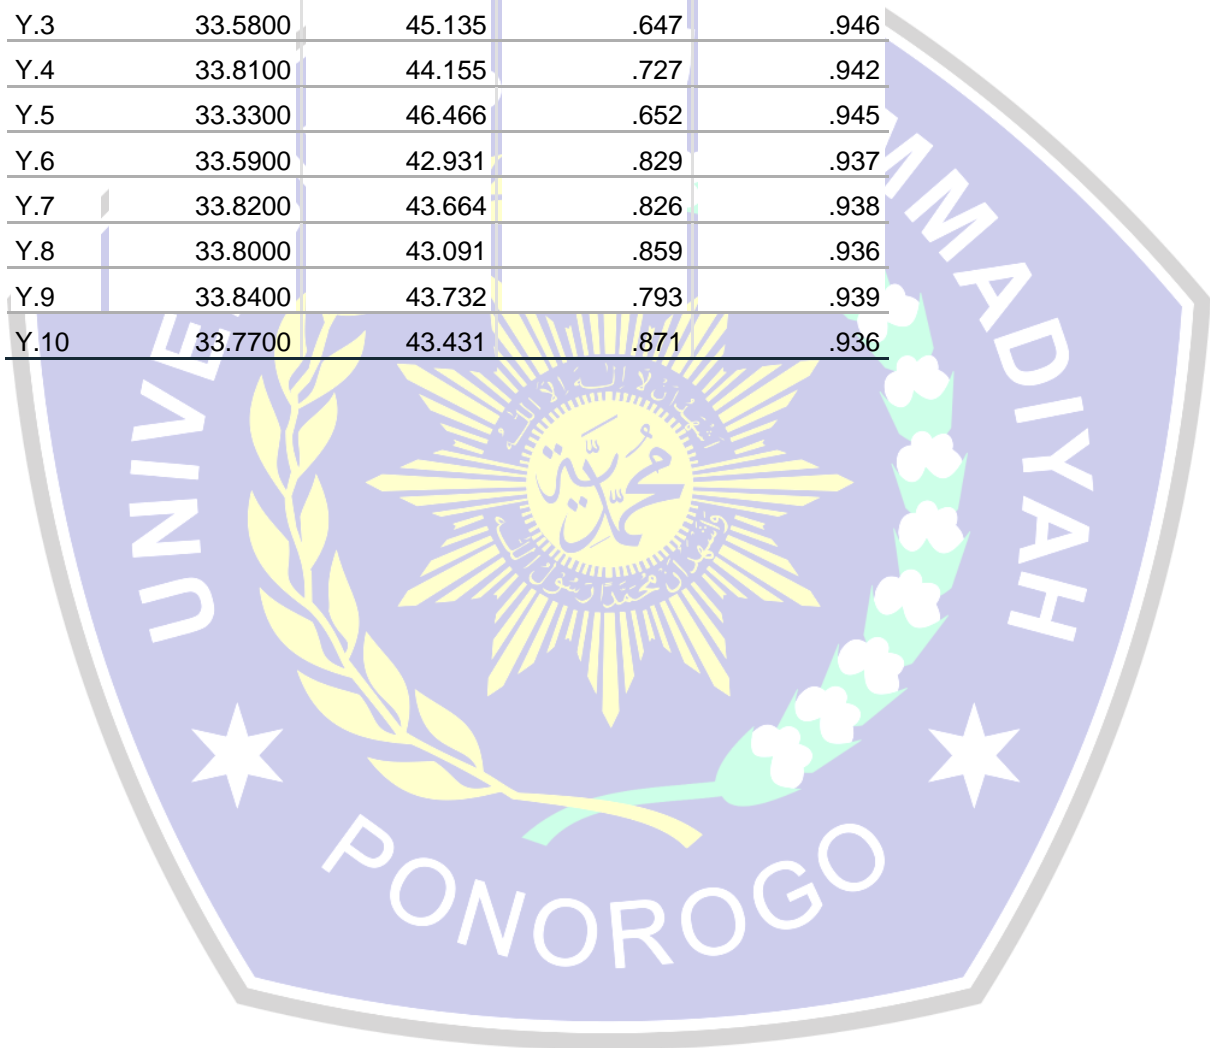 Y.3 33.5800 45.135 .647 .946
Y.4 33.8100 44.155 .727 .942
Y.5 33.3300 46.466 .652 .945
Y.6 33.5900 42.931 .829 .937
Y.7 33.8200 43.664 .826 .938
Y.8 33.8000 43.091 .859 .936
Y.9 33.8400 43.732 .793 .939
Y.10 33.7700 43.431 .871 .936
UNIVE
MMADIYAH
محمدية
PONOROGO